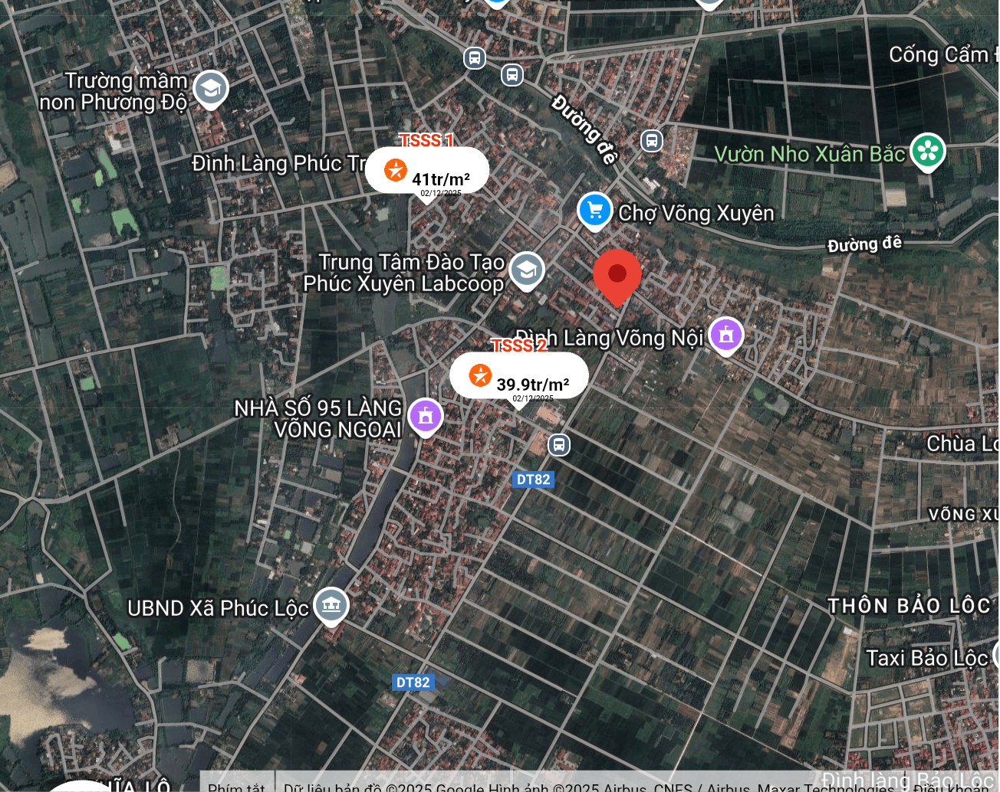 Cống Cẩm Đ
Trường mầm
non Phương Độ
Đường đê
TSSS 1
Vườn Nho Xuân Bắc
Đình Làng Phúc Tr
41tr/m²
02/12/2025
Chợ Võng Xuyên
Đường đê
Trung Tâm Đào Tạo
Phúc Xuyên Labcoop
Đình Làng Võng Nội
TSSS 2
39.9tr/m²
02/12/2025
NHÀ SỐ 95 LÀNG
VÕNG NGOẠI
Chùa Lo
DT82
VÕNG XU
UBND Xã Phúc Lộc
THÔN BẢO LỘC
Taxi Bảo Lộc
DT82
Đình làng Bảo Lộc
ĨA LỘ
Phím tắt
Dữ liệu bản đồ ©2025 Google Hình ảnh ©2025 Airbus, CNES / Airbus, Maxar Technologies
Điều khoản